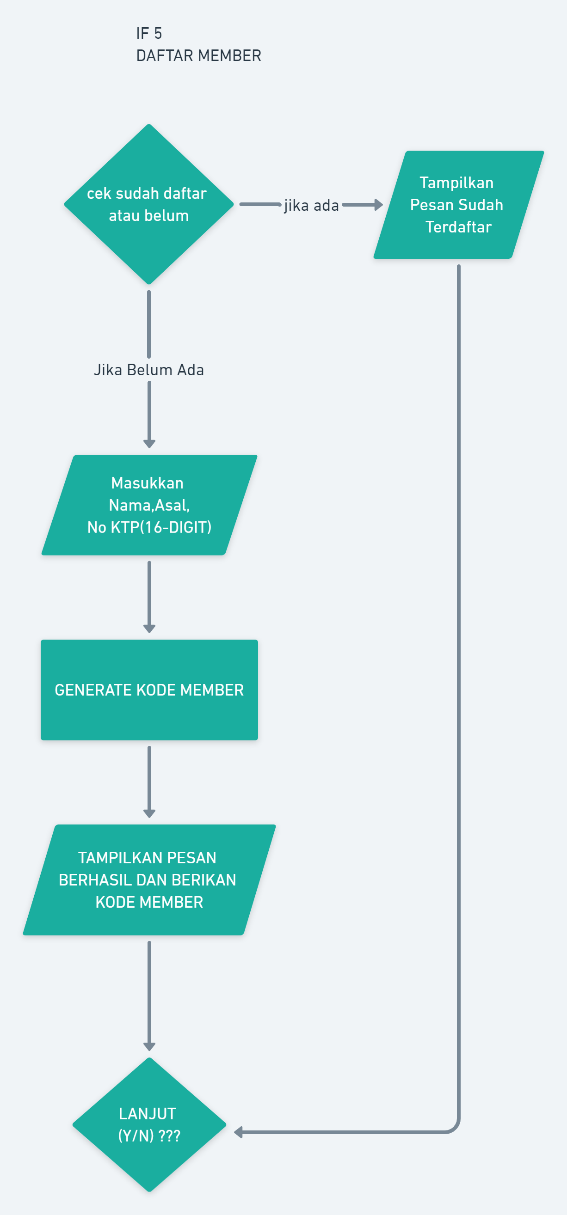 IF 5
DAFTAR MEMBER
cek sudah daftar
atau belum
jika ada
Tampilkan
Pesan Sudah
Terdaftar
Jika Belum Ada
Masukkan
Nama,Asal,
No KTP(16-DIGIT)
GENERATE KODE MEMBER
TAMPILKAN PESAN
BERHASIL DAN BERIKAN
KODE MEMBER
LANJUT
(Y/N) ???